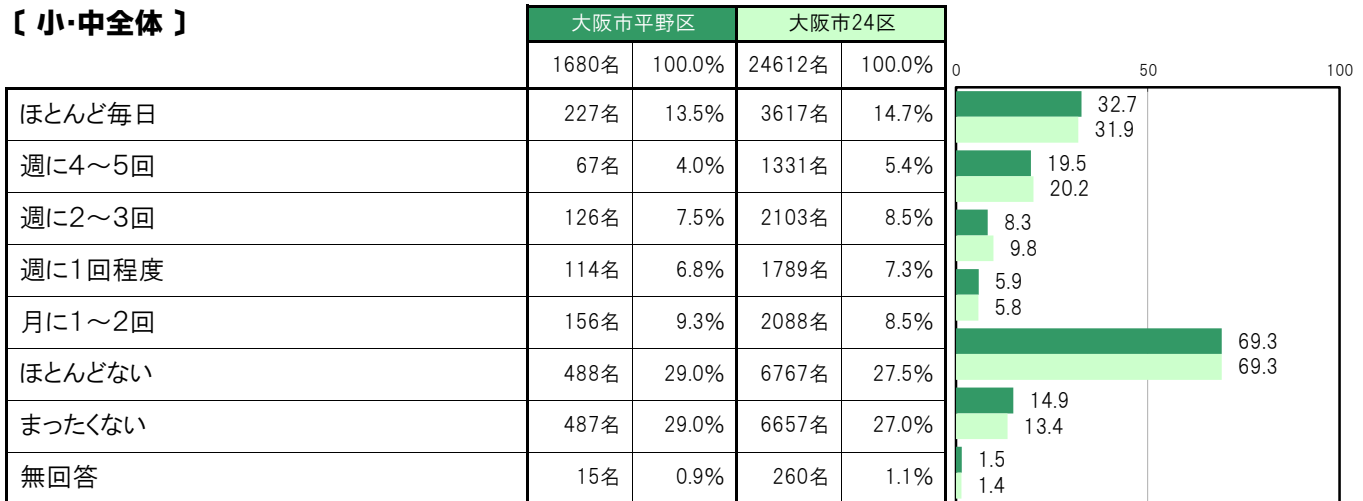 〔 小・中全体 〕
大阪市平野区 大阪市24区
1680名 100.0% 24612名 100.0%
0 50 100
ほとんど毎日 227名 13.5% 3617名 14.7%
週に4～5回 67名 4.0% 1331名 5.4%
週に2～3回 126名 7.5% 2103名 8.5%
週に1回程度 114名 6.8% 1789名 7.3%
月に1～2回 156名 9.3% 2088名 8.5%
ほとんどない 488名 29.0% 6767名 27.5%
まったくない 487名 29.0% 6657名 27.0%
無回答 15名 0.9% 260名 1.1%
32.7
31.9
19.5
20.2
8.3
9.8
5.9
5.8
69.3
69.3
14.9
13.4
1.5
1.4